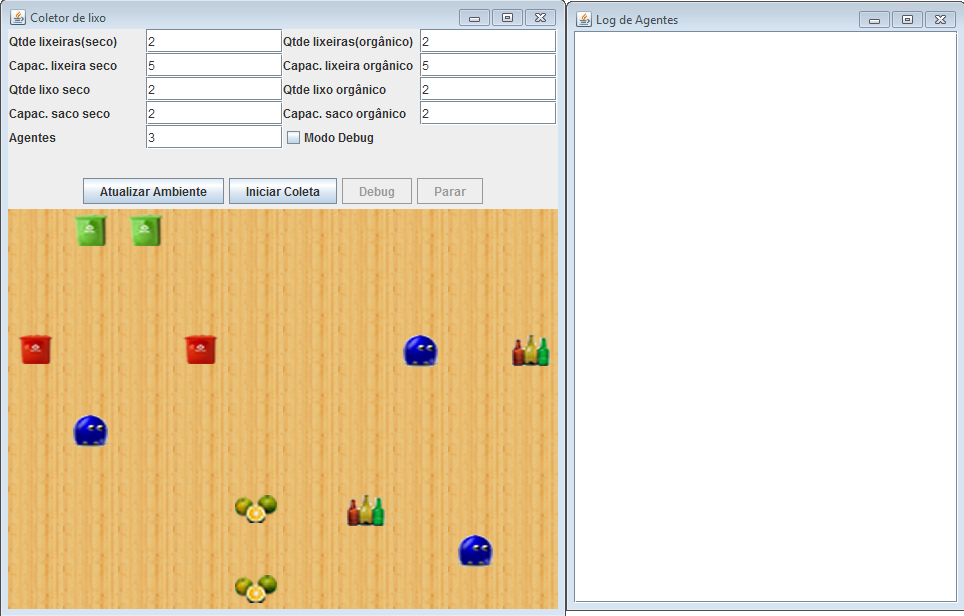 Coletor de lixo
Qtde lixeiras(seco) 2 Qtde lixeiras(orgânico) 2
Capac. lixeira seco 5 Capac. lixeira orgânico 5
Qtde lixo seco 2 Qtde lixo orgânico 2
Capac. saco seco 2 Capac. saco orgânico 2
Agentes 3 Modo Debug
Atualizar Ambiente Iniciar Coleta Debug Parar
Log de Agentes